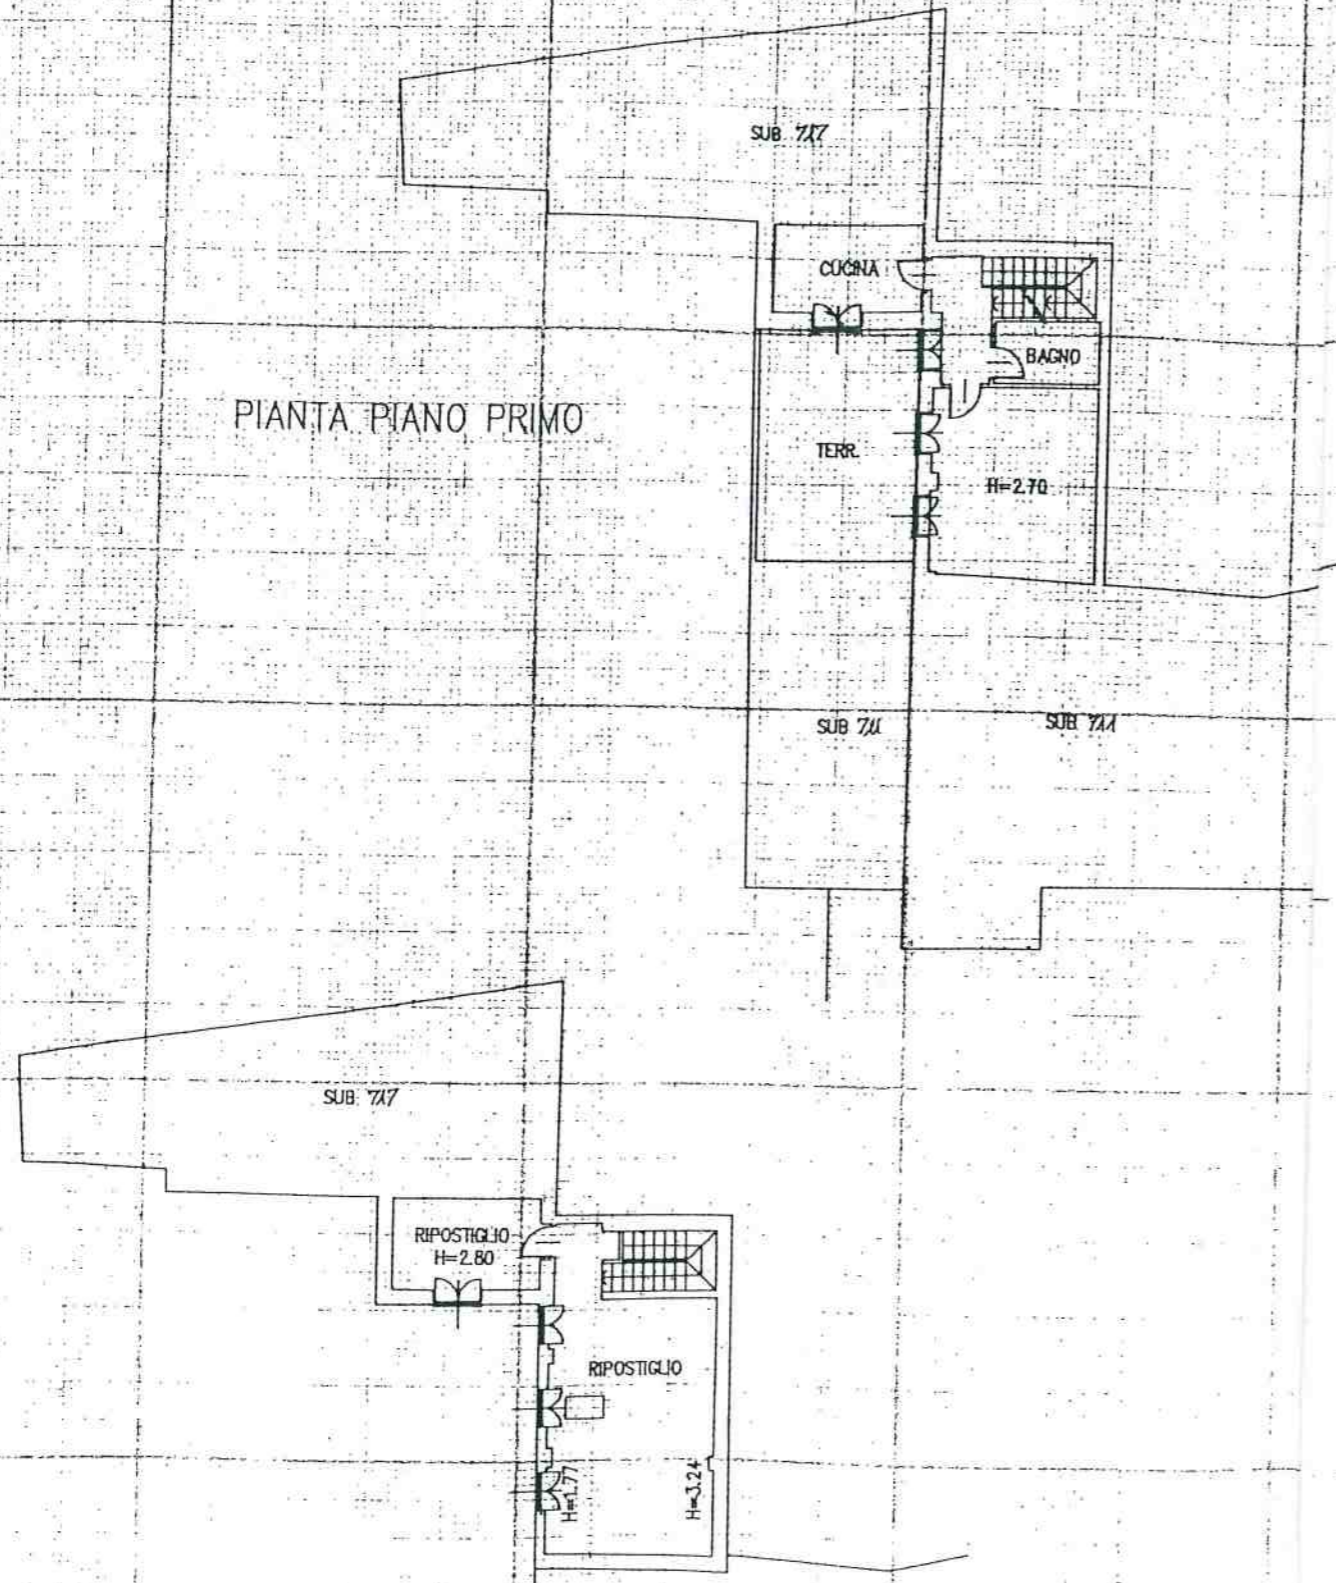 SUB. 717
CUCINA
BAGNO
PIANTA PIANO PRIMO
TERR.
H=2.70
SUB 711
SUB. 711
SUB. 717
RIPOSTIGLIO
H=2.80
RIPOSTIGLIO
H=1.77
H=3.24